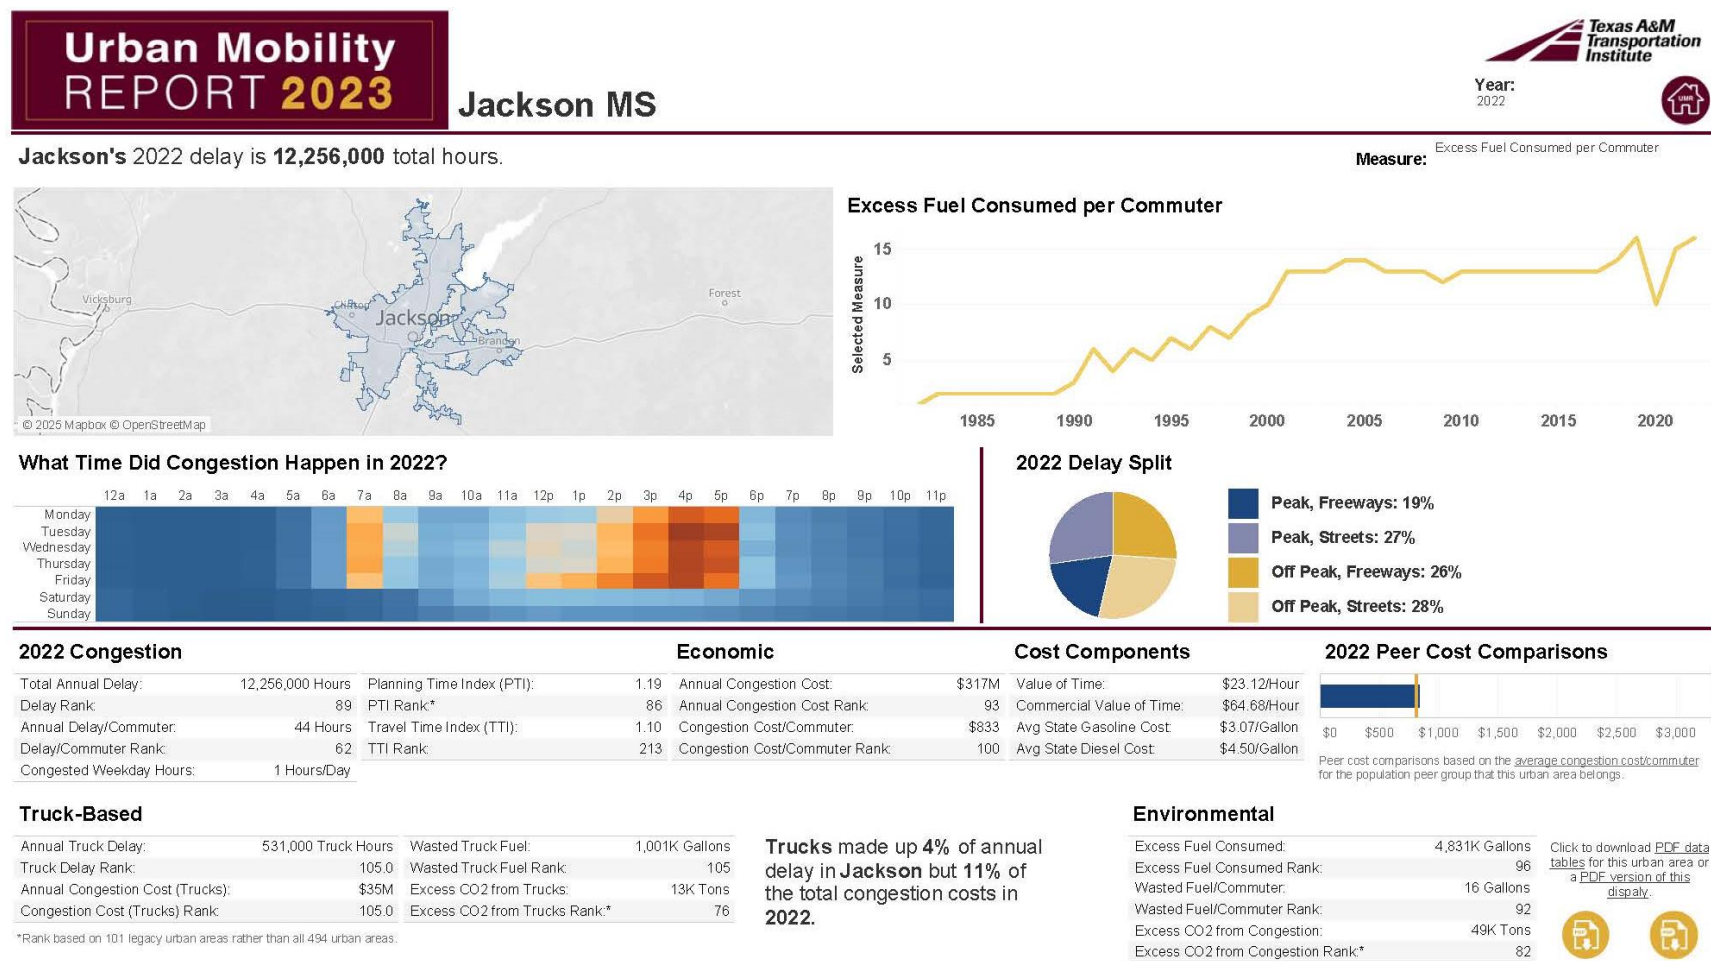 Urban Mobility
REPORT 2023
Jackson MS
Texas A&M
Transportation
Institute
Year:
2022
UMR
Jackson's 2022 delay is 12,256,000 total hours.
Measure:
Excess Fuel Consumed per Commuter
Vicksburg
Clinton
Jackson
Brandon
Forest
© 2025 Mapbox © OpenStreetMap
Excess Fuel Consumed per Commuter
Selected Measure
15
10
5
1985 1990 1995 2000 2005 2010 2015 2020
What Time Did Congestion Happen in 2022?
12a 1a 2a 3a 4a 5a 6a 7a 8a 9a 10a 11a 12p 1p 2p 3p 4p 5p 6p 7p 8p 9p 10p 11p
Monday
Tuesday
Wednesday
Thursday
Friday
Saturday
Sunday
2022 Delay Split
Peak, Freeways: 19%
Peak, Streets: 27%
Off Peak, Freeways: 26%
Off Peak, Streets: 28%
2022 Congestion
Total Annual Delay: 12,256,000 Hours
Delay Rank: 89
Annual Delay/Commuter: 44 Hours
Delay/Commuter Rank: 62
Congested Weekday Hours: 1 Hours/Day
Planning Time Index (PTI): 1.19
PTI Rank:* 86
Travel Time Index (TTI): 1.10
TTI Rank: 213
Economic
Annual Congestion Cost: $317M
Annual Congestion Cost Rank: 93
Congestion Cost/Commuter: $833
Congestion Cost/Commuter Rank: 100
Cost Components
Value of Time: $23.12/Hour
Commercial Value of Time: $64.68/Hour
Avg State Gasoline Cost: $3.07/Gallon
Avg State Diesel Cost: $4.50/Gallon
2022 Peer Cost Comparisons
$0 $500 $1,000 $1,500 $2,000 $2,500 $3,000
Peer cost comparisons based on the average congestion cost/commuter
for the population peer group that this urban area belongs.
Truck-Based
Annual Truck Delay: 531,000 Truck Hours
Truck Delay Rank: 105.0
Annual Congestion Cost (Trucks): $35M
Congestion Cost (Trucks) Rank: 105.0
Wasted Truck Fuel: 1,001K Gallons
Wasted Truck Fuel Rank: 105
Excess CO2 from Trucks: 13K Tons
Excess CO2 from Trucks Rank:* 76
*Rank based on 101 legacy urban areas rather than all 494 urban areas.
Trucks made up 4% of annual
delay in Jackson but 11% of
the total congestion costs in
2022.
Environmental
Excess Fuel Consumed: 4,831K Gallons
Excess Fuel Consumed Rank: 96
Wasted Fuel/Commuter: 16 Gallons
Wasted Fuel/Commuter Rank: 92
Excess CO2 from Congestion: 49K Tons
Excess CO2 from Congestion Rank:* 82
Click to download PDF data
tables for this urban area or
a PDF version of this
dispaly.
PDF
PDF